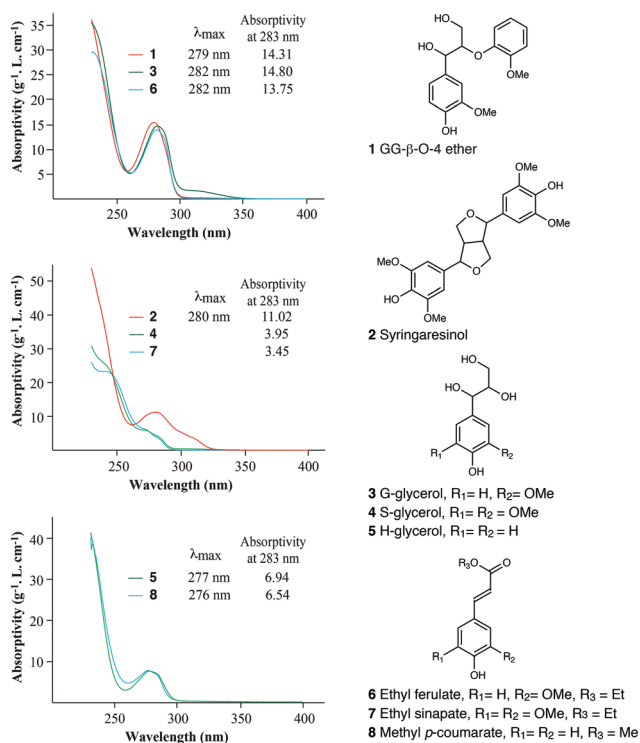 Absorptivity (g-1. L. cm-1)
35
30
25
20
15
10
5
250
300
350
400
Wavelength (nm)
λmax
Absorptivity
at 283 nm
1 279 nm 14.31
3 282 nm 14.80
6 282 nm 13.75
HO
HO
O
OMe
OMe
OH
1 GG-β-O-4 ether
Absorptivity (g-1. L. cm-1)
50
40
30
20
10
250
300
350
400
Wavelength (nm)
λmax
Absorptivity
at 283 nm
2 280 nm 11.02
4 3.95
7 3.45
OMe
OH
OMe
O
O
MeO
HO
OMe
2 Syringaresinol
HO
HO
OH
R1
R2
OH
3 G-glycerol, R1= H, R2= OMe
4 S-glycerol, R1= R2= OMe
5 H-glycerol, R1= R2= H
Absorptivity (g-1. L. cm-1)
40
30
20
10
250
300
350
400
Wavelength (nm)
λmax
Absorptivity
at 283 nm
5 277 nm 6.94
8 276 nm 6.54
R3O
O
R1
R2
OH
6 Ethyl ferulate, R1= H, R2= OMe, R3 = Et
7 Ethyl sinapate, R1= R2= OMe, R3 = Et
8 Methyl p-coumarate, R1= R2= H, R3 = Me